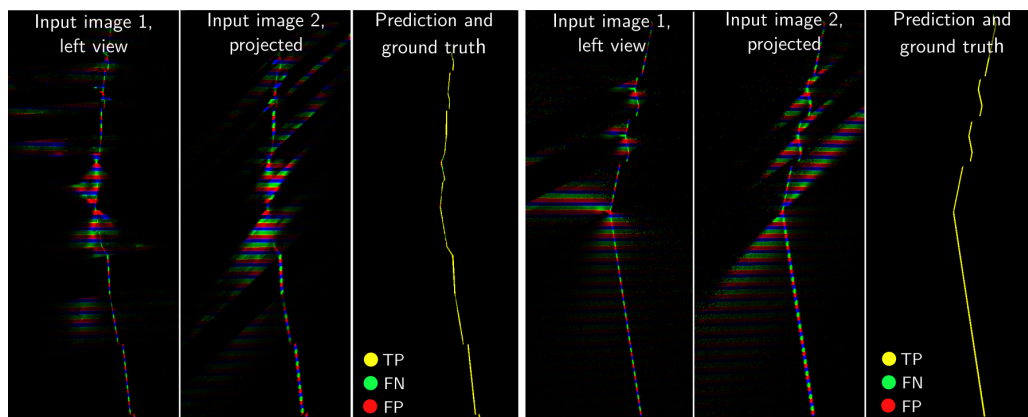 Input image 1,
left view
Input image 2,
projected
Prediction and
ground truth
TP
FN
FP
Input image 1,
left view
Input image 2,
projected
Prediction and
ground truth
TP
FN
FP